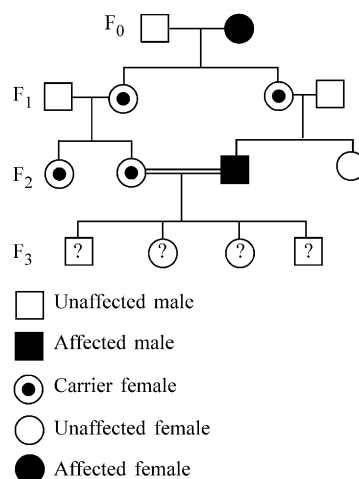 F0
F1
F2
F3
? ? ? ?
Unaffected male
Affected male
Carrier female
Unaffected female
Affected female